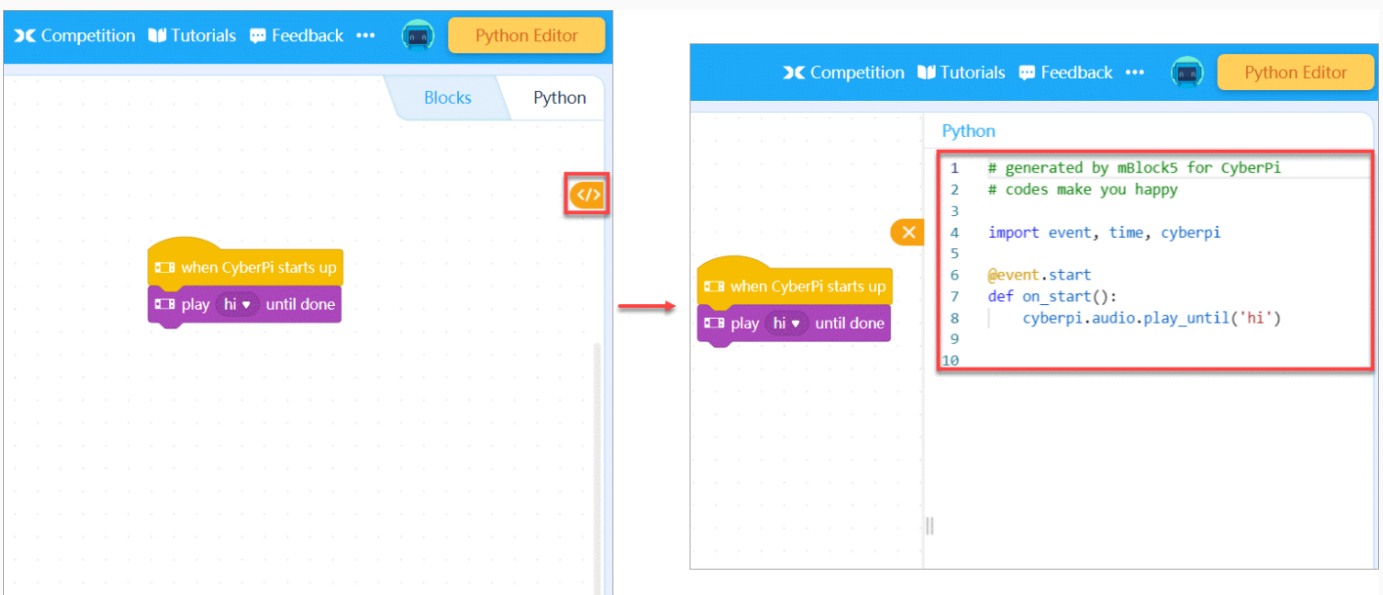 Competition Tutorials Feedback ••• Python Editor
Blocks Python
</>
when CyberPi starts up
play hi ▾ until done
Competition Tutorials Feedback ••• Python Editor
Python
1 # generated by mBlock5 for CyberPi
2 # codes make you happy
3
4 import event, time, cyberpi
5
6 @event.start
7 def on_start():
8     cyberpi.audio.play_until('hi')
9
10
when CyberPi starts up
play hi ▾ until done